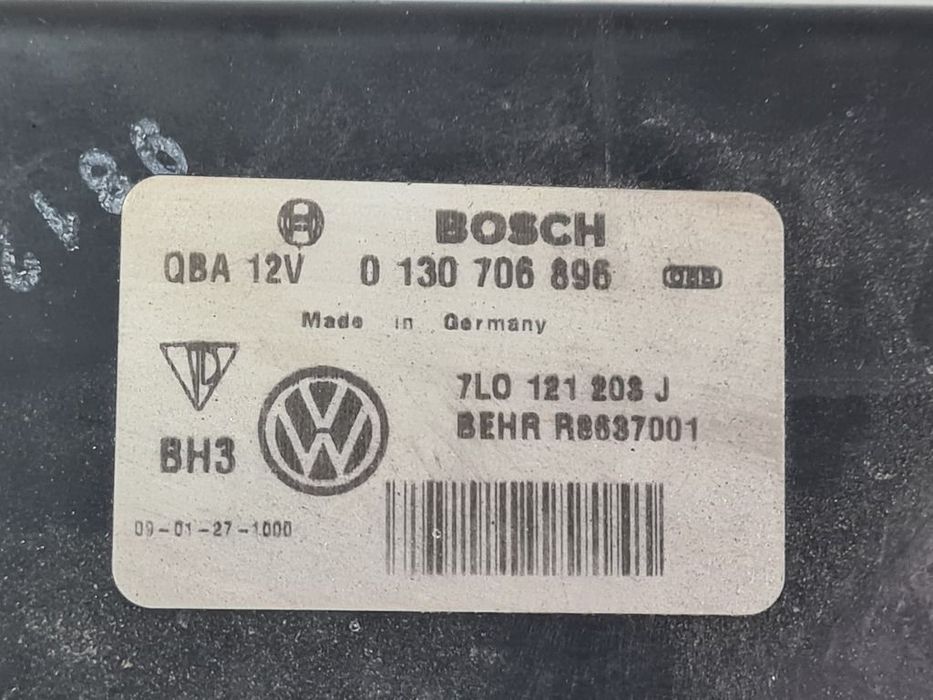 BOSCH
QBA 12V 0 130 706 896
Made in Germany
7L0 121 203 J
BEHR R8637001
BH3
09-01-27-1000